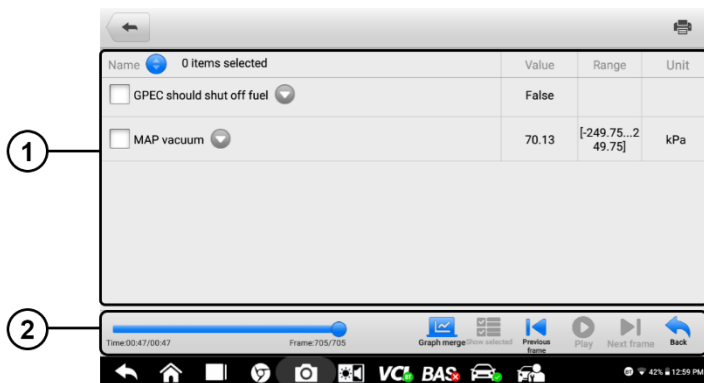 Name 0 items selected Value Range Unit
GPEC should shut off fuel False
MAP vacuum 70.13 [-249.75...2 kPa
49.75]
1
2
Time:00:47/00:47 Frame:705/705 Graph merge Show selected Previous Play Next frame Back
frame
VCI BAS 42% 12:59 PM